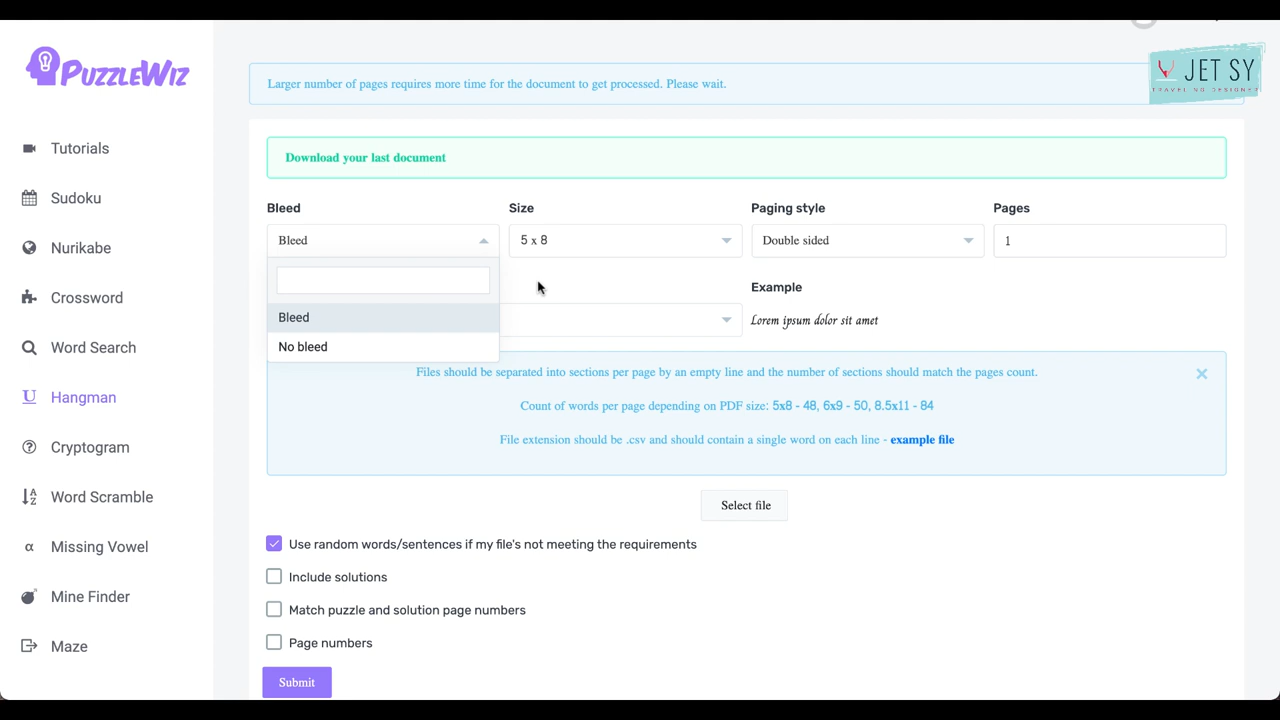 PUZZLEWIZ
Tutorials
Sudoku
Nurikabe
Crossword
Word Search
Hangman
Cryptogram
Word Scramble
Missing Vowel
Mine Finder
Maze
JET SY
TRAVELING DESIGNER
Larger number of pages requires more time for the document to get processed. Please wait.
Download your last document
Bleed Size Paging style Pages
Bleed 5 x 8 Double sided 1
Example
Bleed
Lorem ipsum dolor sit amet
No bleed
Files should be separated into sections per page by an empty line and the number of sections should match the pages count.
Count of words per page depending on PDF size: 5x8 - 48, 6x9 - 50, 8.5x11 - 84
File extension should be .csv and should contain a single word on each line - example file
Select file
Use random words/sentences if my file's not meeting the requirements
Include solutions
Match puzzle and solution page numbers
Page numbers
Submit